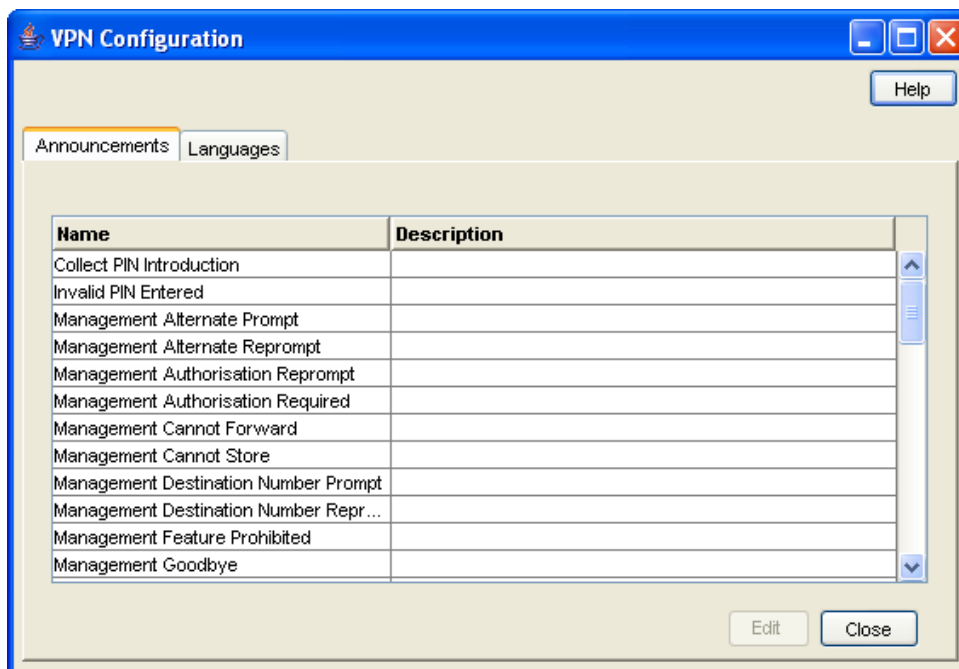 VPN Configuration
Help
Announcements Languages
Name Description
Collect PIN Introduction
Invalid PIN Entered
Management Alternate Prompt
Management Alternate Reprompt
Management Authorisation Reprompt
Management Authorisation Required
Management Cannot Forward
Management Cannot Store
Management Destination Number Prompt
Management Destination Number Repr...
Management Feature Prohibited
Management Goodbye
Edit Close